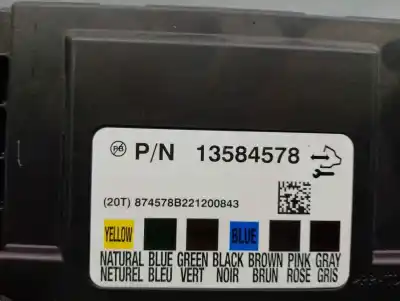 PB P/N 13584578
(20T) 874578B221200843
YELLOW BLUE
NATURAL BLUE GREEN BLACK BROWN PINK GRAY
NETUREL BLEU VERT NOIR BRUN ROSE GRIS